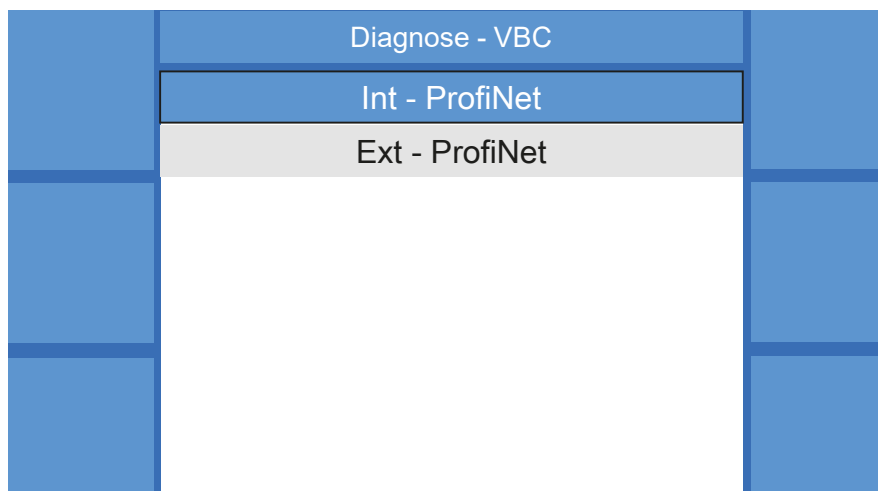 Diagnose - VBC
Int - ProfiNet
Ext - ProfiNet